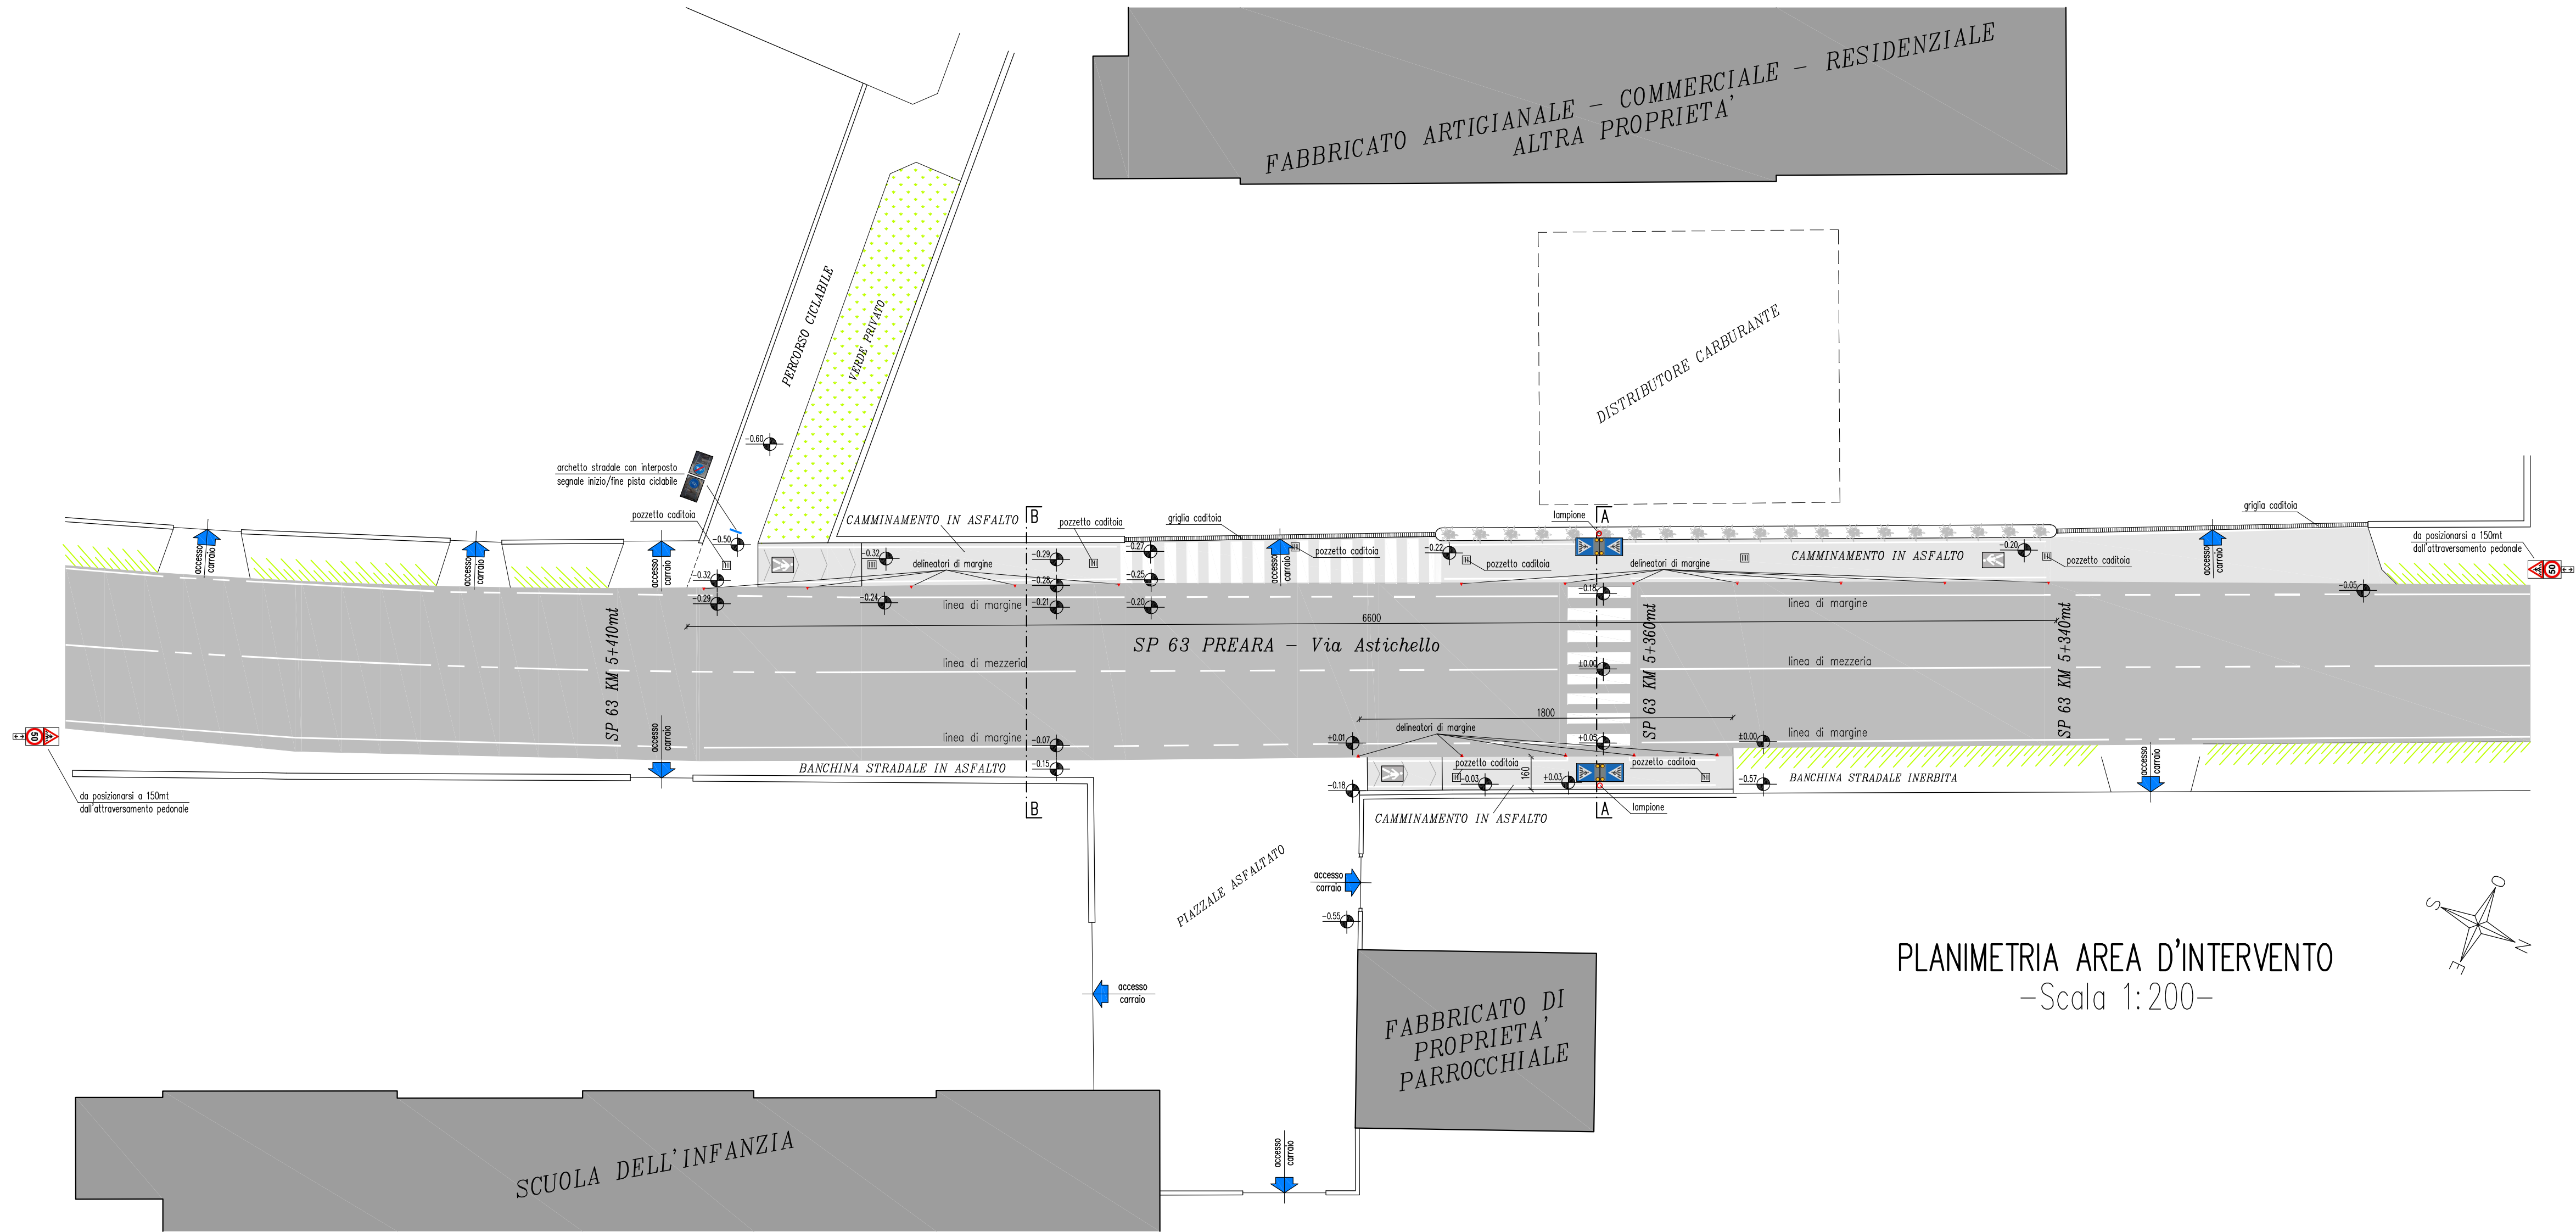 FABBRICATO ARTIGIANALE - COMMERCIALE - RESIDENZIALE
ALTRA PROPRIETA'
PERCORSO CICLABILE
VERDE PRIVATO
DISTRIBUTORE CARBURANTE
-0.60
archetto stradale con interposto
segnale inizio/fine pista ciclabile
pozzetto caditoia
-0.50
CAMMINAMENTO IN ASFALTO
B
pozzetto caditoia
griglia caditoia
lampione
A
griglia caditoia
da posizionarsi a 150mt
dall'attraversamento pedonale
50
accesso
carraio
accesso
carraio
accesso
carraio
-0.32
-0.29
-0.27
accesso
carraio
pozzetto caditoia
-0.22
pozzetto caditoia
CAMMINAMENTO IN ASFALTO
-0.20
pozzetto caditoia
accesso
carraio
delineatori di margine
delineatori di margine
-0.32
-0.28
-0.25
-0.18
-0.05
-0.29
-0.24
linea di margine
-0.21
-0.20
linea di margine
6600
SP 63 KM 5+410mt
SP 63 PREARA - Via Astichello
SP 63 KM 5+360mt
SP 63 KM 5+340mt
linea di mezzeria
±0.00
linea di mezzeria
1800
50
accesso
carraio
linea di margine
-0.07
+0.01
delineatori di margine
+0.05
±0.00
linea di margine
BANCHINA STRADALE IN ASFALTO
-0.15
pozzetto caditoia
160
pozzetto caditoia
-0.18
-0.03
+0.03
-0.57
BANCHINA STRADALE INERBITA
accesso
carraio
da posizionarsi a 150mt
dall'attraversamento pedonale
B
CAMMINAMENTO IN ASFALTO
A
lampione
PIAZZALE ASFALTATO
accesso
carraio
-0.55
accesso
carraio
O
S
N
E
PLANIMETRIA AREA D'INTERVENTO
-Scala 1:200-
FABBRICATO DI
PROPRIETA'
PARROCCHIALE
SCUOLA DELL'INFANZIA
accesso
carraio